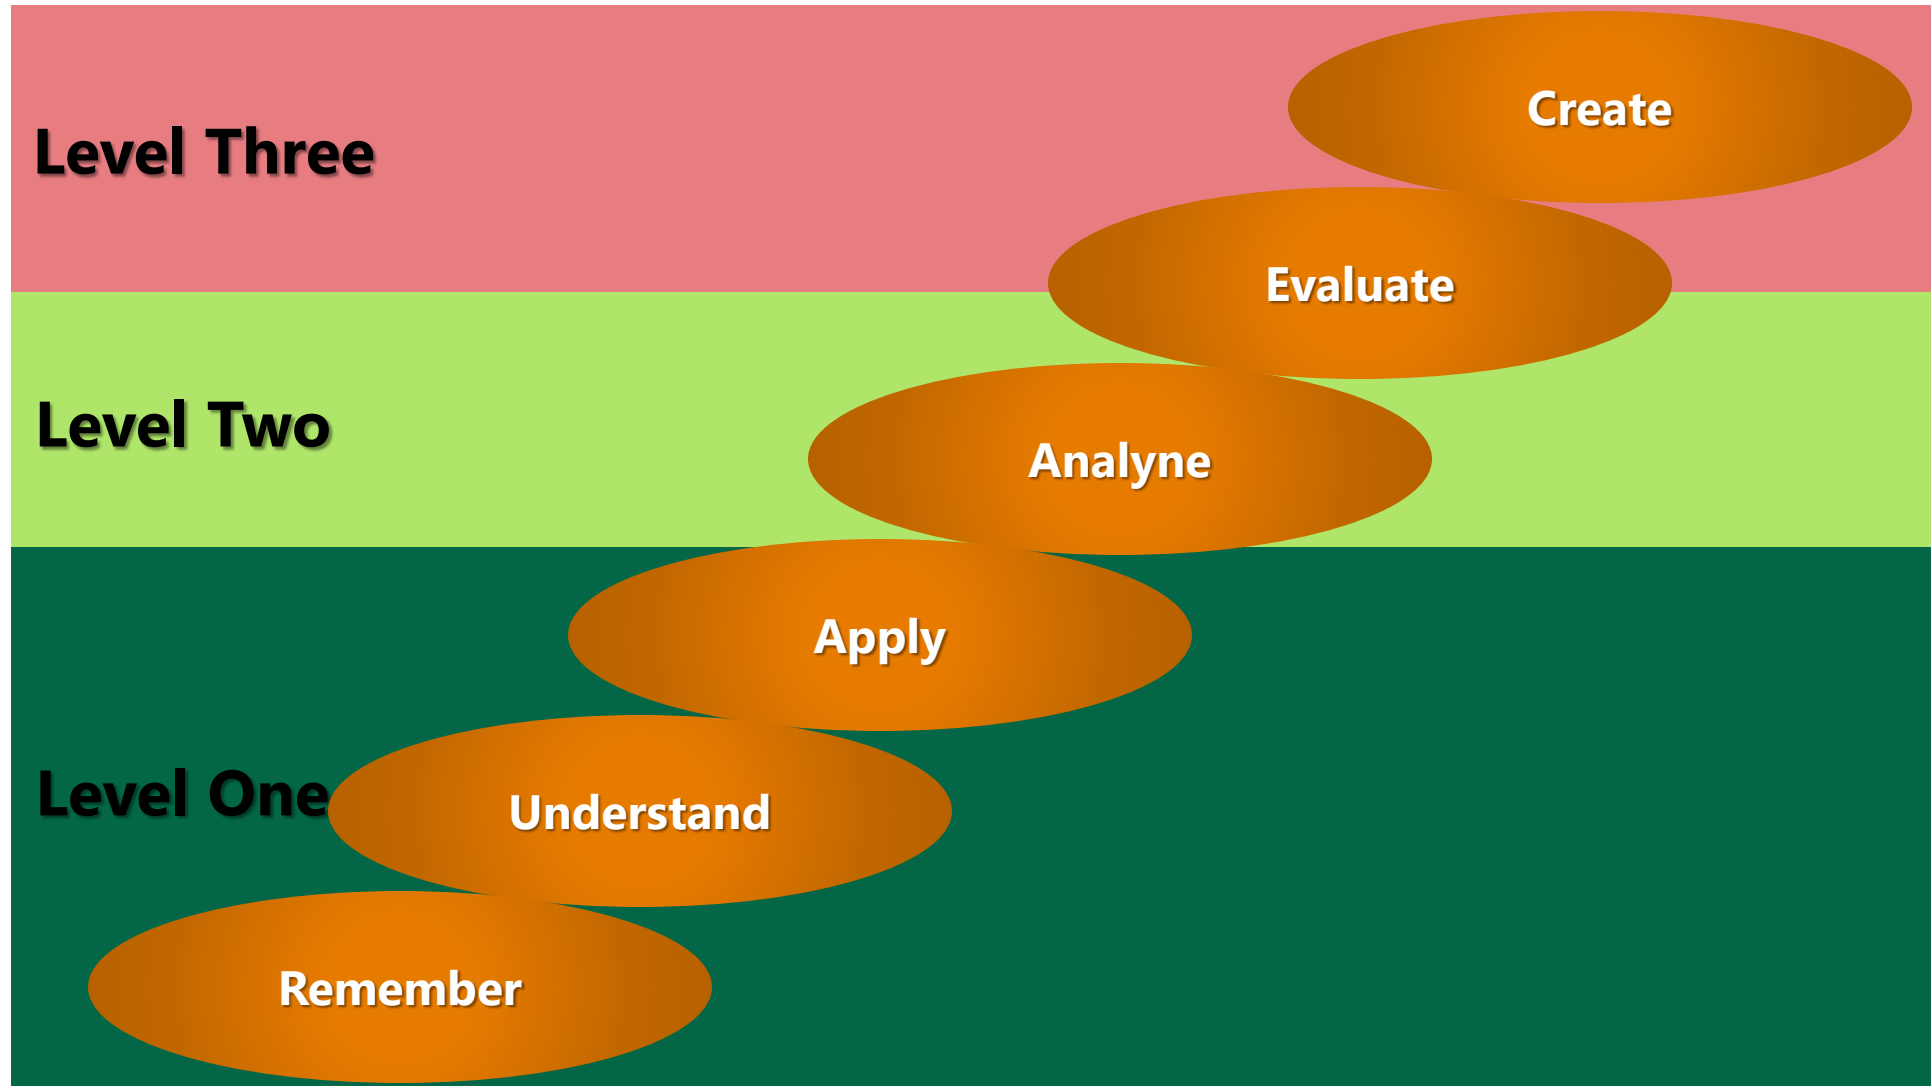 Create
Level Three
Evaluate
Level Two
Analyne
Apply
Level One
Understand
Remember